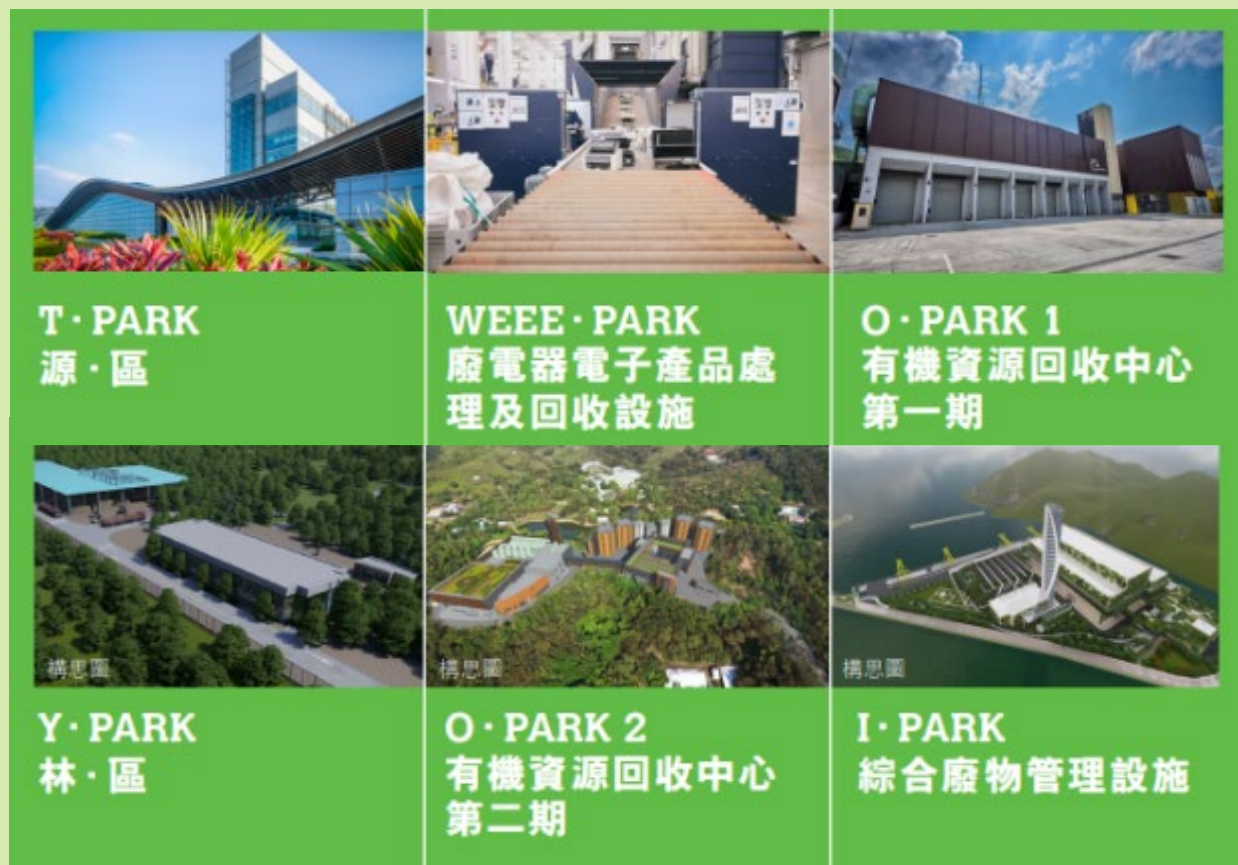 T·PARK
源·區
WEEE·PARK
廢電器電子產品處
理及回收設施
O·PARK 1
有機資源回收中心
第一期
構思圖
Y·PARK
林·區
構思圖
O·PARK 2
有機資源回收中心
第二期
構思圖
I·PARK
綜合廢物管理設施